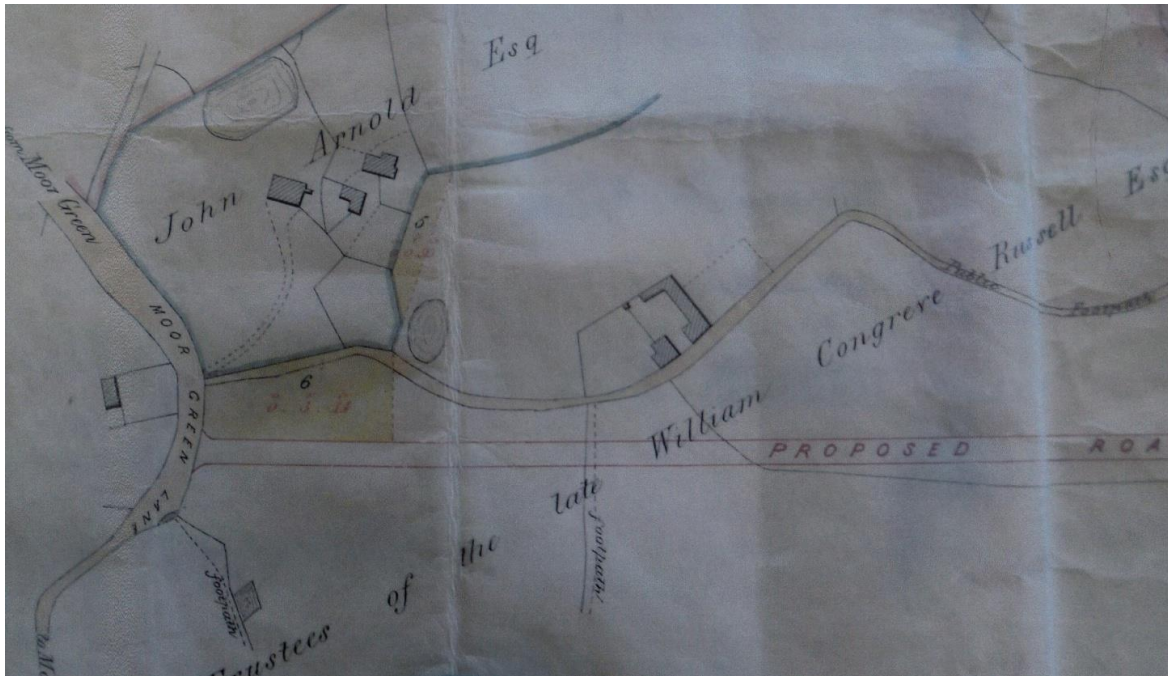 Esq
John Arnold
Moor Green
MOOR GREEN LANE
6
6
Public Footpath
Russell Esq
Trustees of the late William Congreve
PROPOSED ROA
footpath
footpath